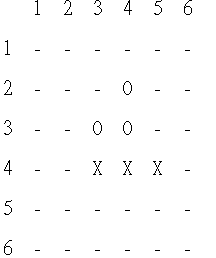 1 2 3 4 5 6
1 - - - - - -
2 - - - O - -
3 - - O O - -
4 - - X X X -
5 - - - - - -
6 - - - - - -